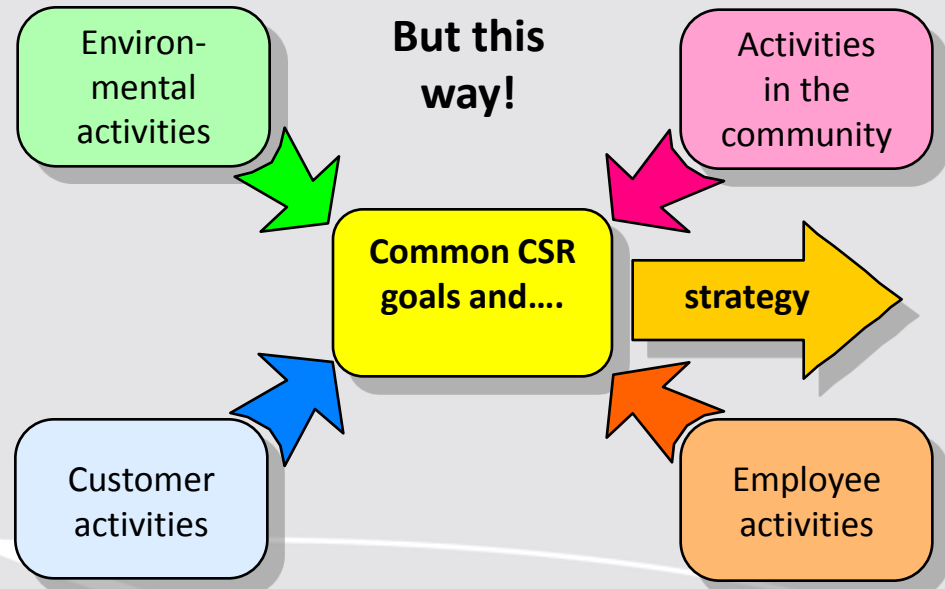 Environ-
mental
activities
But this
way!
Activities
in the
community
Common CSR
goals and....
strategy
Customer
activities
Employee
activities